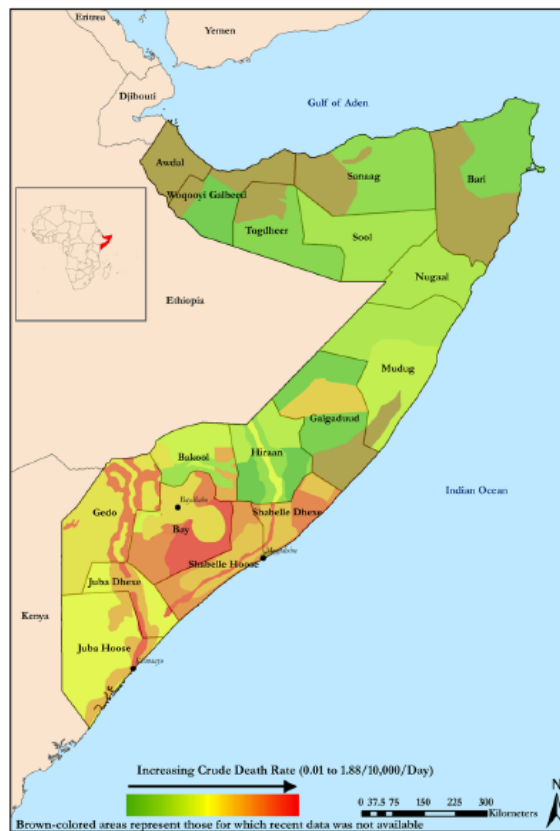 Eritrea
Yemen
Djibouti
Gulf of Aden
Awdal
Woqooyi Galbeed
Sanaag
Bari
Togdheer
Sool
Nugaal
Ethiopia
Mudug
Galgaduud
Hiraan
Bakool
Indian Ocean
Gedo
Bay
Shabelle Dhexe
Shabelle Hoose
Juba Dhexe
Kenya
Juba Hoose
Increasing Crude Death Rate (0.01 to 1.88/10,000/Day)
N
0 37.5 75 150 225 300
Kilometers
Brown-colored areas represent those for which recent data was not available